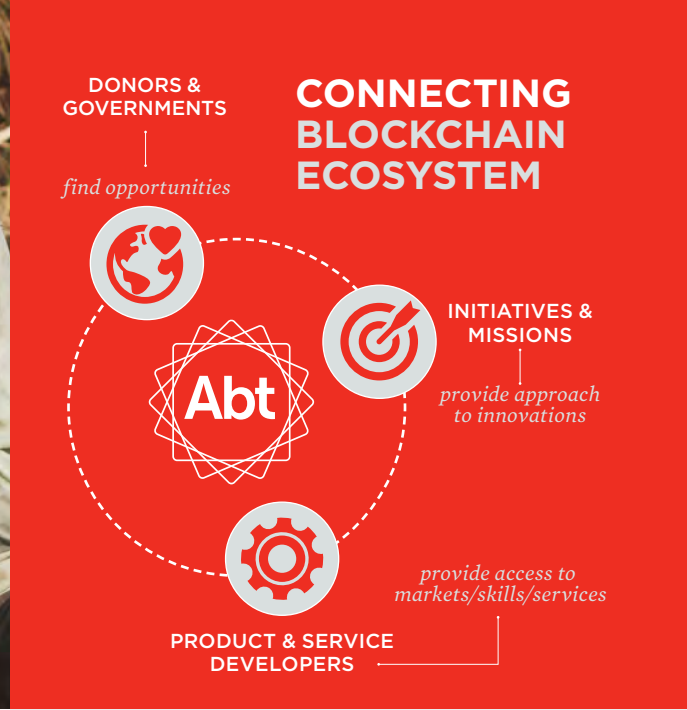 DONORS &
GOVERNMENTS
find opportunities
CONNECTING
BLOCKCHAIN
ECOSYSTEM
INITIATIVES &
MISSIONS
provide approach
to innovations
Abt
provide access to
markets/skills/services
PRODUCT & SERVICE
DEVELOPERS